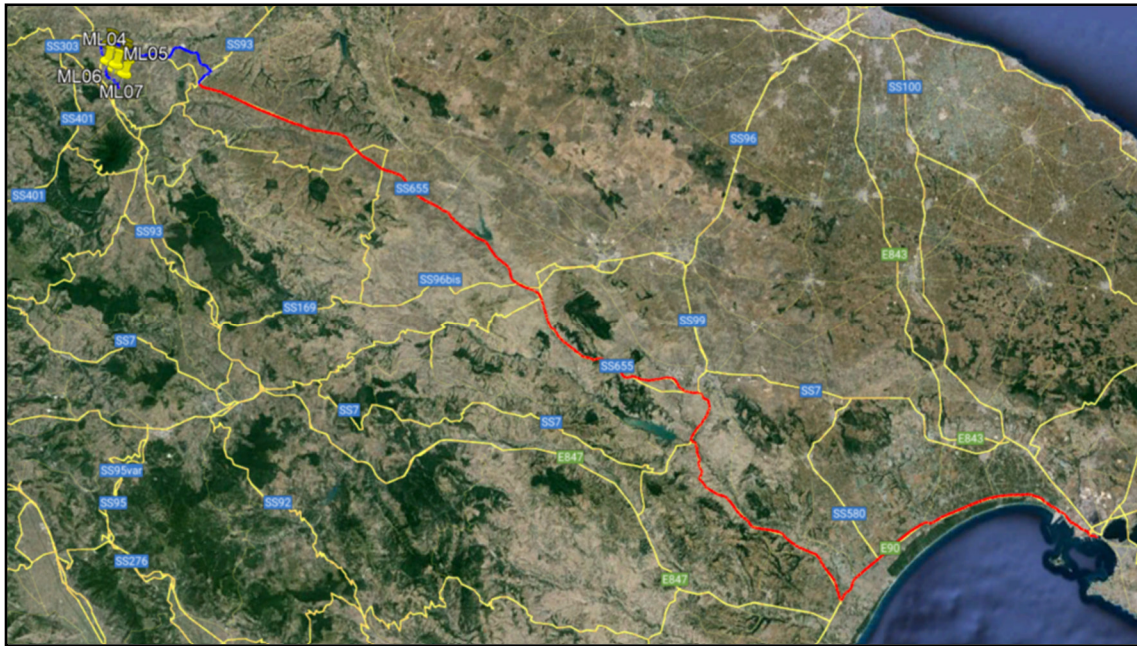 ML04
SS303
ML05
SS93
ML06
ML07
SS401
SS100
SS96
SS655
SS401
SS93
E843
SS96bis
SS169
SS99
SS7
SS655
SS7
SS7
SS7
E843
E847
SS95var
SS95
SS92
SS580
E90
SS276
E847